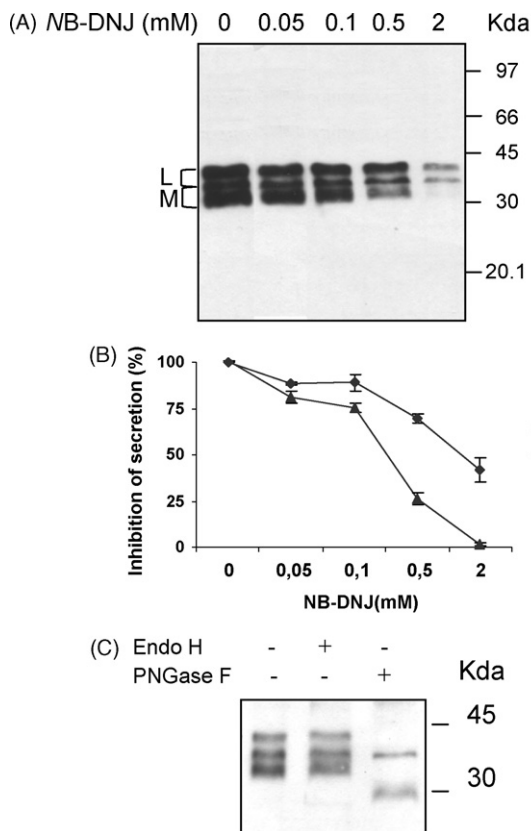 (A) NB-DNJ (mM) 0 0.05 0.1 0.5 2 Kda
97
66
45
L
M
30
20.1
(B)
Inhibition of secretion (%)
100
75
50
25
0
0 0,05 0,1 0,5 2
NB-DNJ(mM)
(C) Endo H - + -
PNGase F - - + Kda
45
30